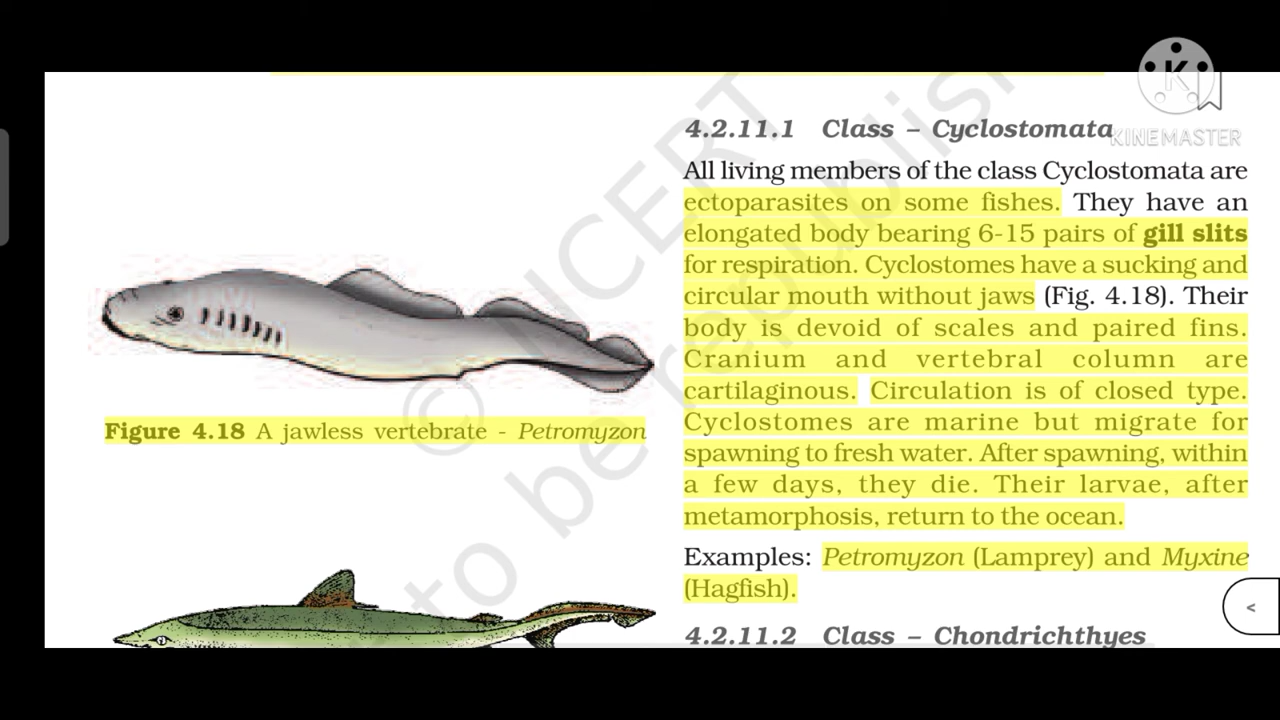 KINEMASTER
4.2.11.1 Class – Cyclostomata
All living members of the class Cyclostomata are
ectoparasites on some fishes. They have an
elongated body bearing 6-15 pairs of gill slits
for respiration. Cyclostomes have a sucking and
circular mouth without jaws (Fig. 4.18). Their
body is devoid of scales and paired fins.
Cranium and vertebral column are
cartilaginous. Circulation is of closed type.
Cyclostomes are marine but migrate for
spawning to fresh water. After spawning, within
a few days, they die. Their larvae, after
metamorphosis, return to the ocean.
Examples: Petromyzon (Lamprey) and Myxine
(Hagfish).
4.2.11.2 Class – Chondrichthyes
Figure 4.18 A jawless vertebrate - Petromyzon
© NCERT
to be republish